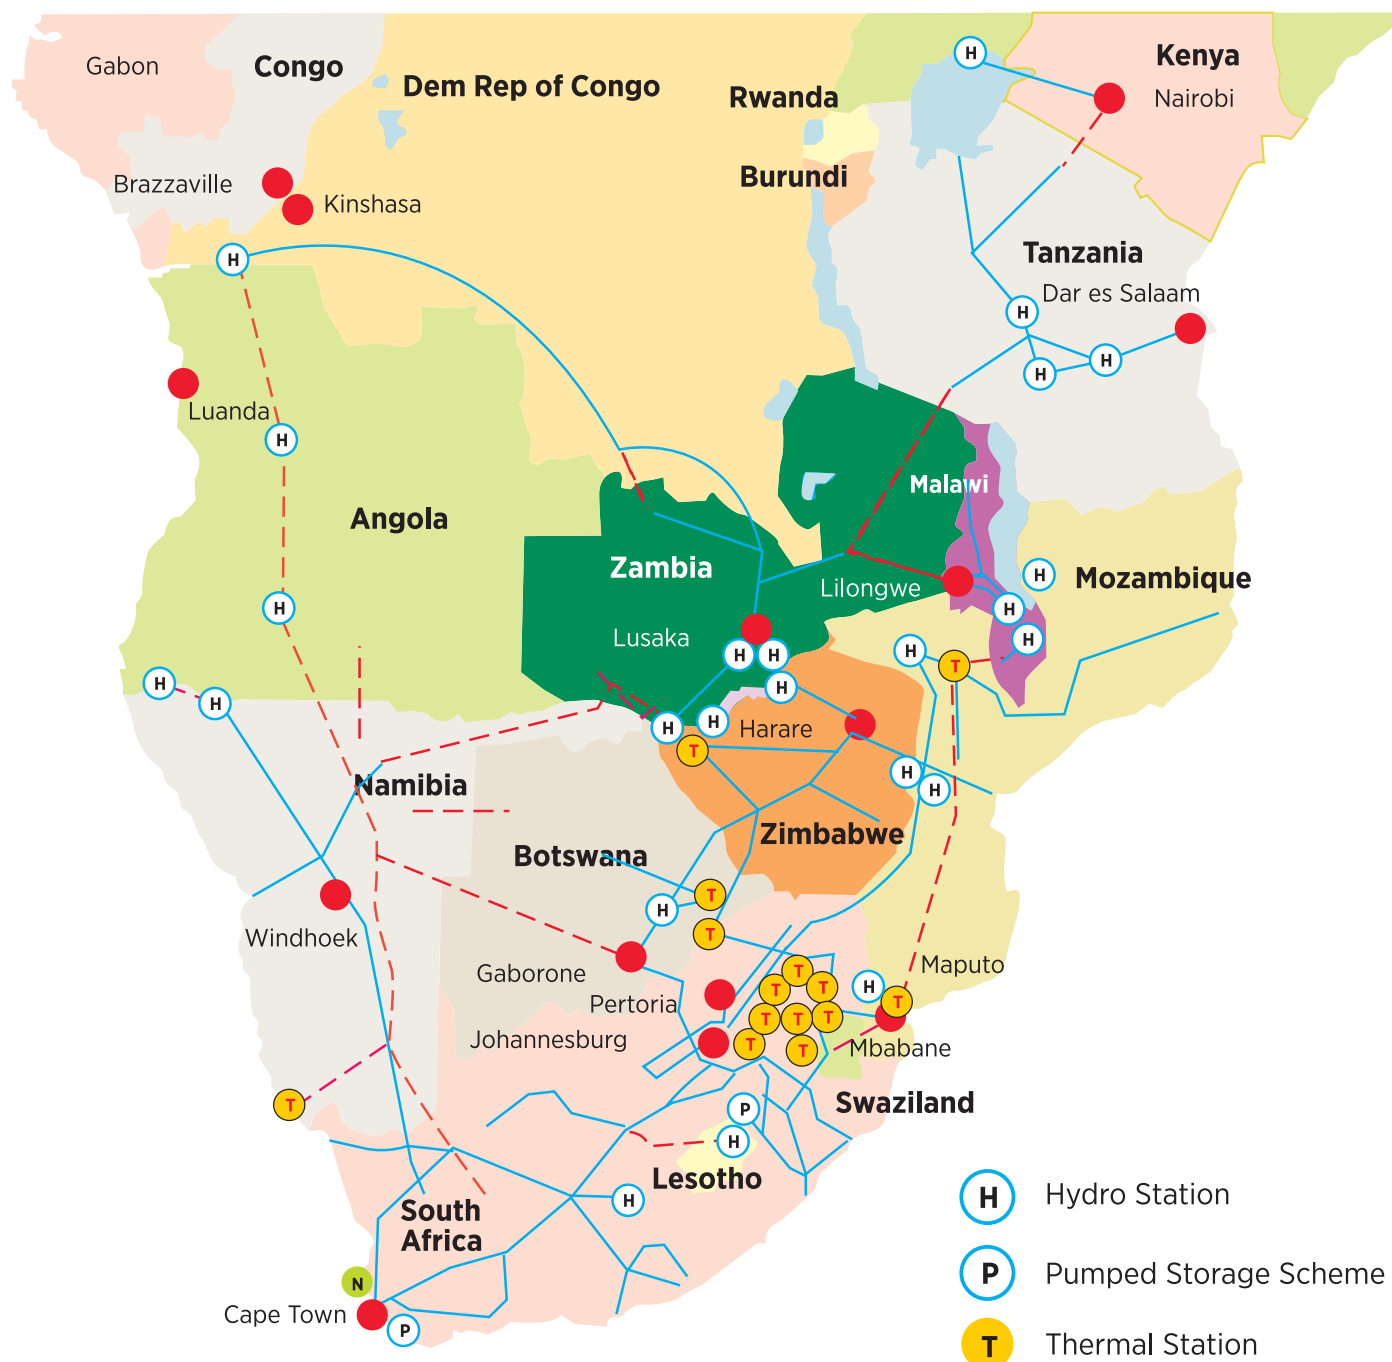 Gabon
Congo
Dem Rep of Congo
Rwanda
Kenya
Nairobi
H
Burundi
Brazzaville
Kinshasa
H
Tanzania
Dar es Salaam
H
H
H
Luanda
H
Angola
Malawi
Zambia
Lilongwe
H
Mozambique
H
H
H
Lusaka
H
H
H
T
H
H
H
H
H
H
Harare
T
H
H
Namibia
Zimbabwe
Botswana
T
H
T
Windhoek
Gaborone
Maputo
Pertoria
T
T
T
H
T
T
T
T
Johannesburg
T
T
Mbabane
T
Swaziland
P
H
Lesotho
H
South
Africa
N
Cape Town
P
H Hydro Station
P Pumped Storage Scheme
T Thermal Station